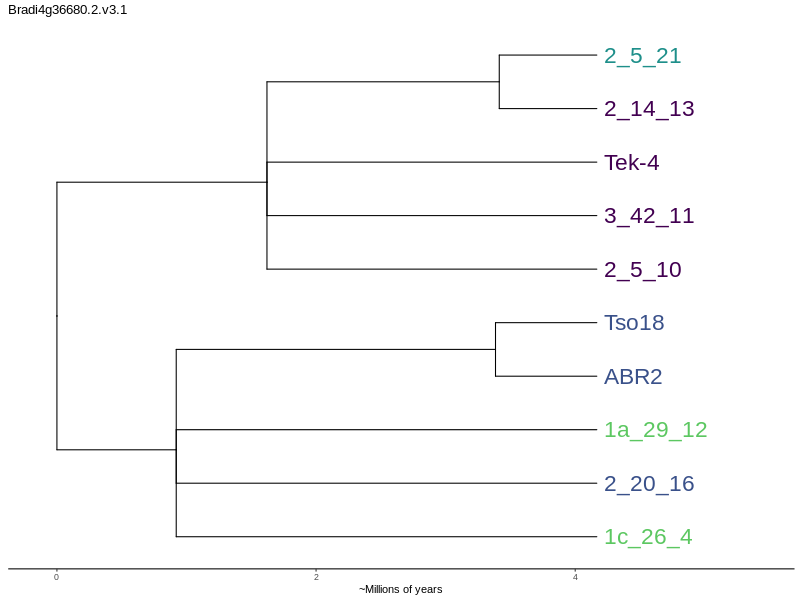 Bradi4g36680.2.v3.1
2_5_21
2_14_13
Tek-4
3_42_11
2_5_10
Tso18
ABR2
1a_29_12
2_20_16
1c_26_4
0 2 4
~Millions of years